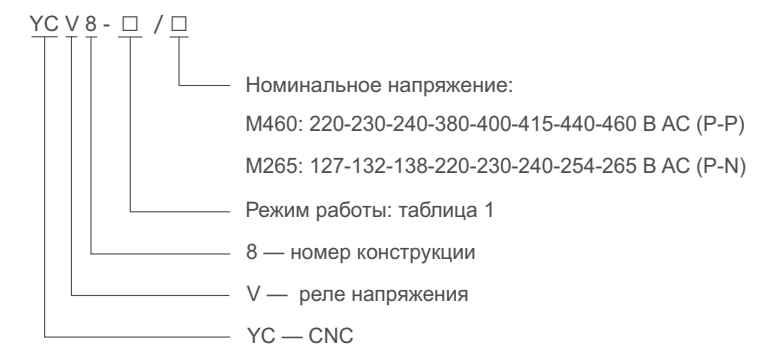 YC V 8 - □ / □
Номинальное напряжение:
M460: 220-230-240-380-400-415-440-460 В AC (P-P)
M265: 127-132-138-220-230-240-254-265 В AC (P-N)
Режим работы: таблица 1
8 — номер конструкции
V — реле напряжения
YC — CNC